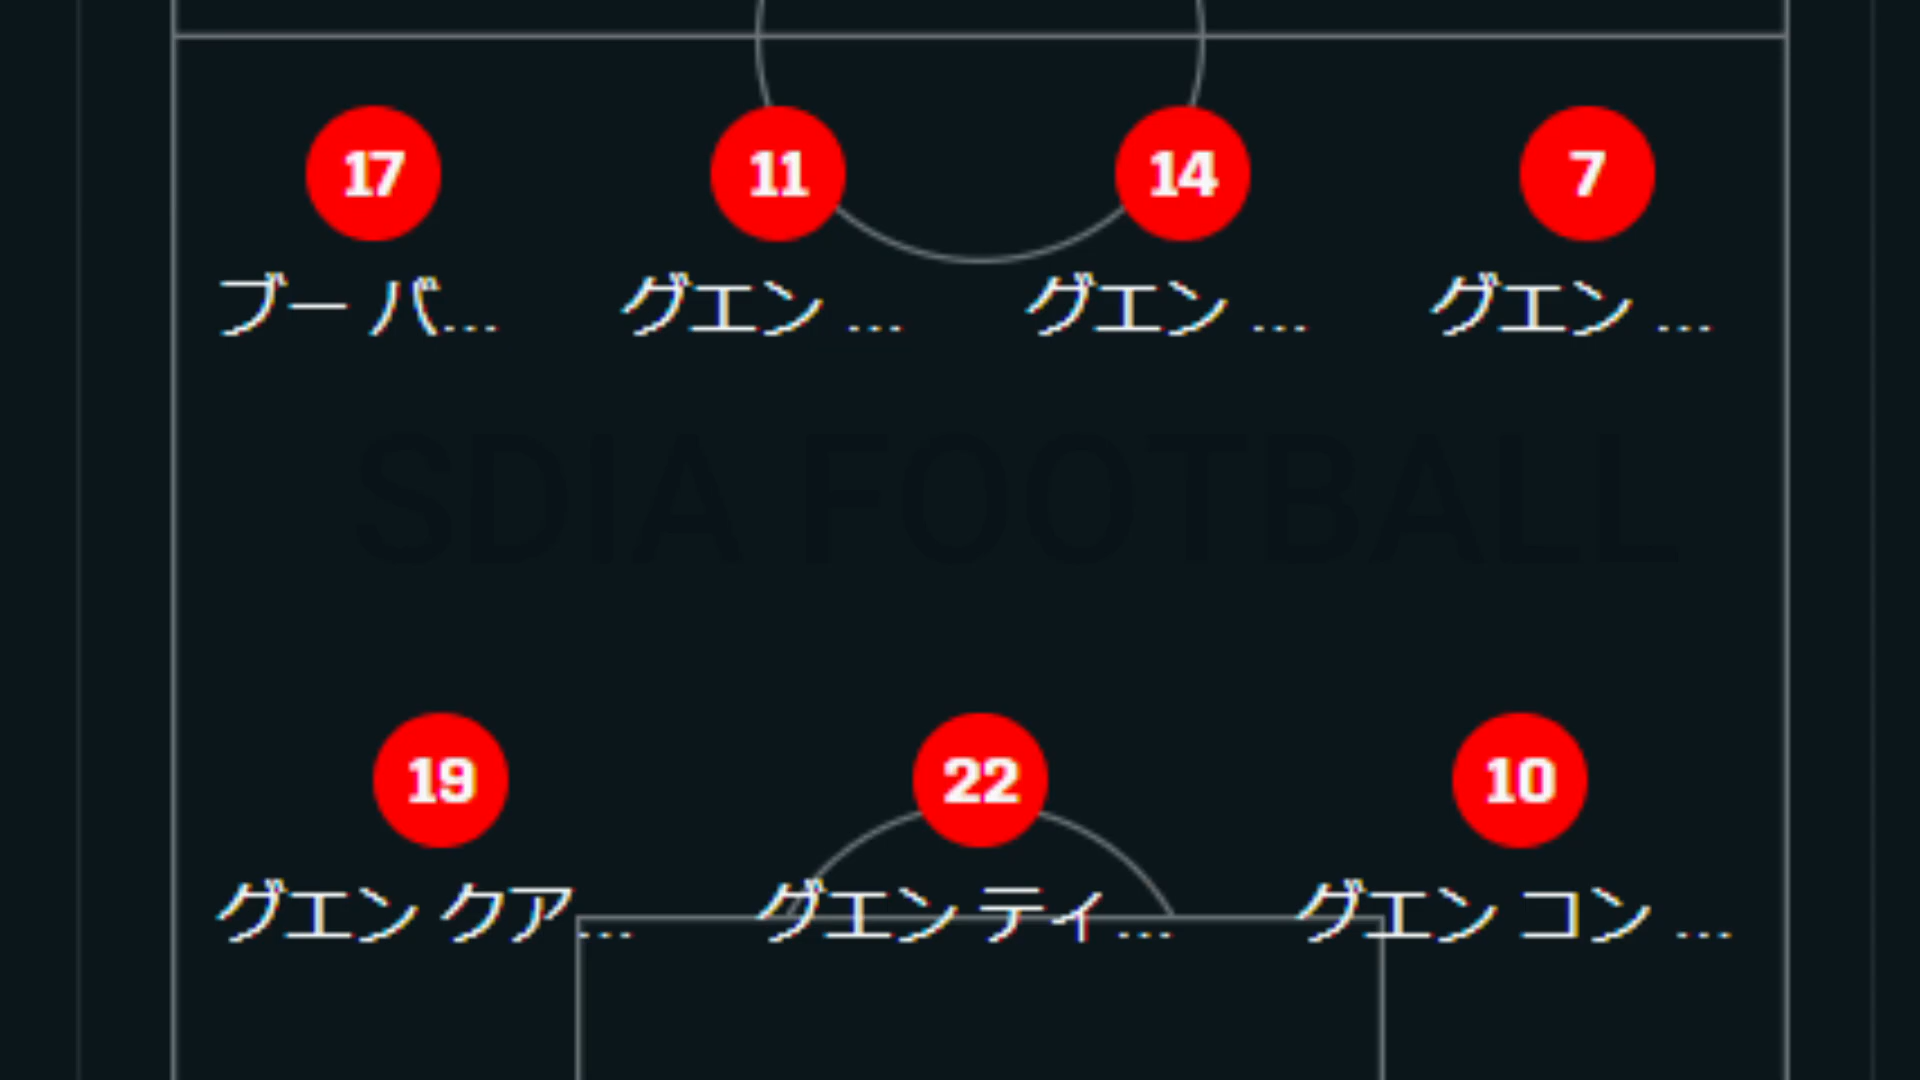 17 11 14 7
ブー バ... グエン ... グエン ... グエン ...
SDIA FOOTBALL
19 22 10
グエン クア... グエン ティ... グエン コン ...